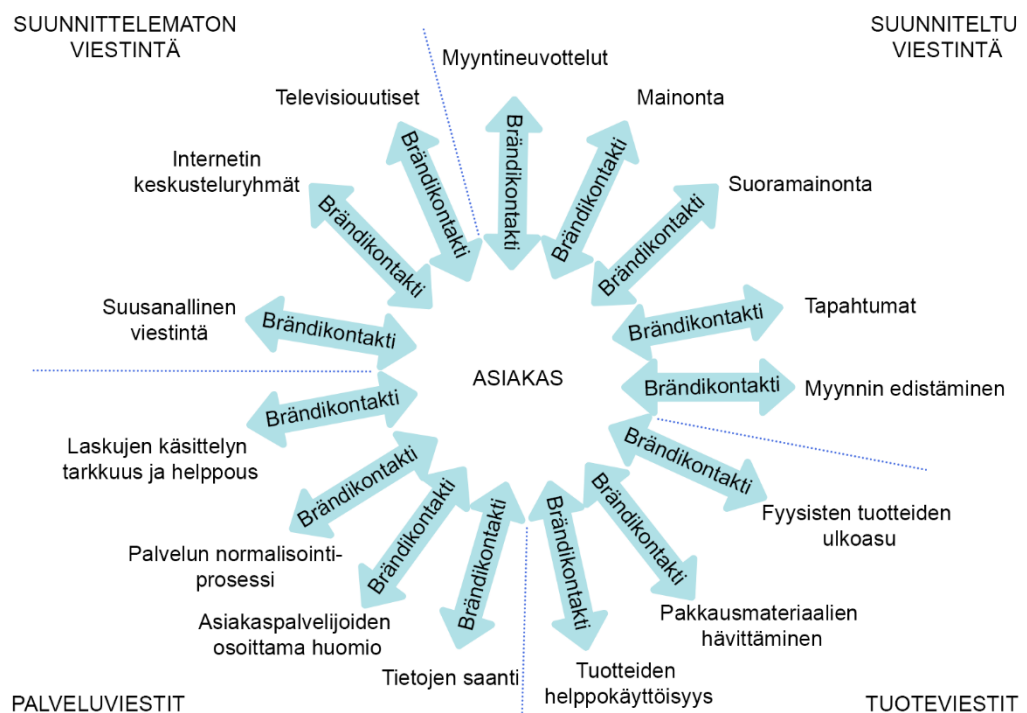 SUUNNITTELEMATON
VIESTINTÄ
SUUNNITELTU
VIESTINTÄ
Myyntineuvottelut
Televisiouutiset
Mainonta
Internetin
keskusteluryhmät
Suoramainonta
Suusanallinen
viestintä
Tapahtumat
Myynnin edistäminen
Brändikontakti
Brändikontakti
Brändikontakti
Brändikontakti
Brändikontakti
Brändikontakti
Brändikontakti
Brändikontakti
ASIAKAS
Brändikontakti
Brändikontakti
Brändikontakti
Brändikontakti
Brändikontakti
Brändikontakti
Brändikontakti
Laskujen käsittelyn
tarkkuus ja helppous
Fyysisten tuotteiden
ulkoasu
Palvelun normalisointi-
prosessi
Pakkausmateriaalien
hävittäminen
Asiakaspalvelijoiden
osoittama huomio
Tietojen saanti
Tuotteiden
helppokäyttöisyys
PALVELUVIESTIT
TUOTEVIESTIT